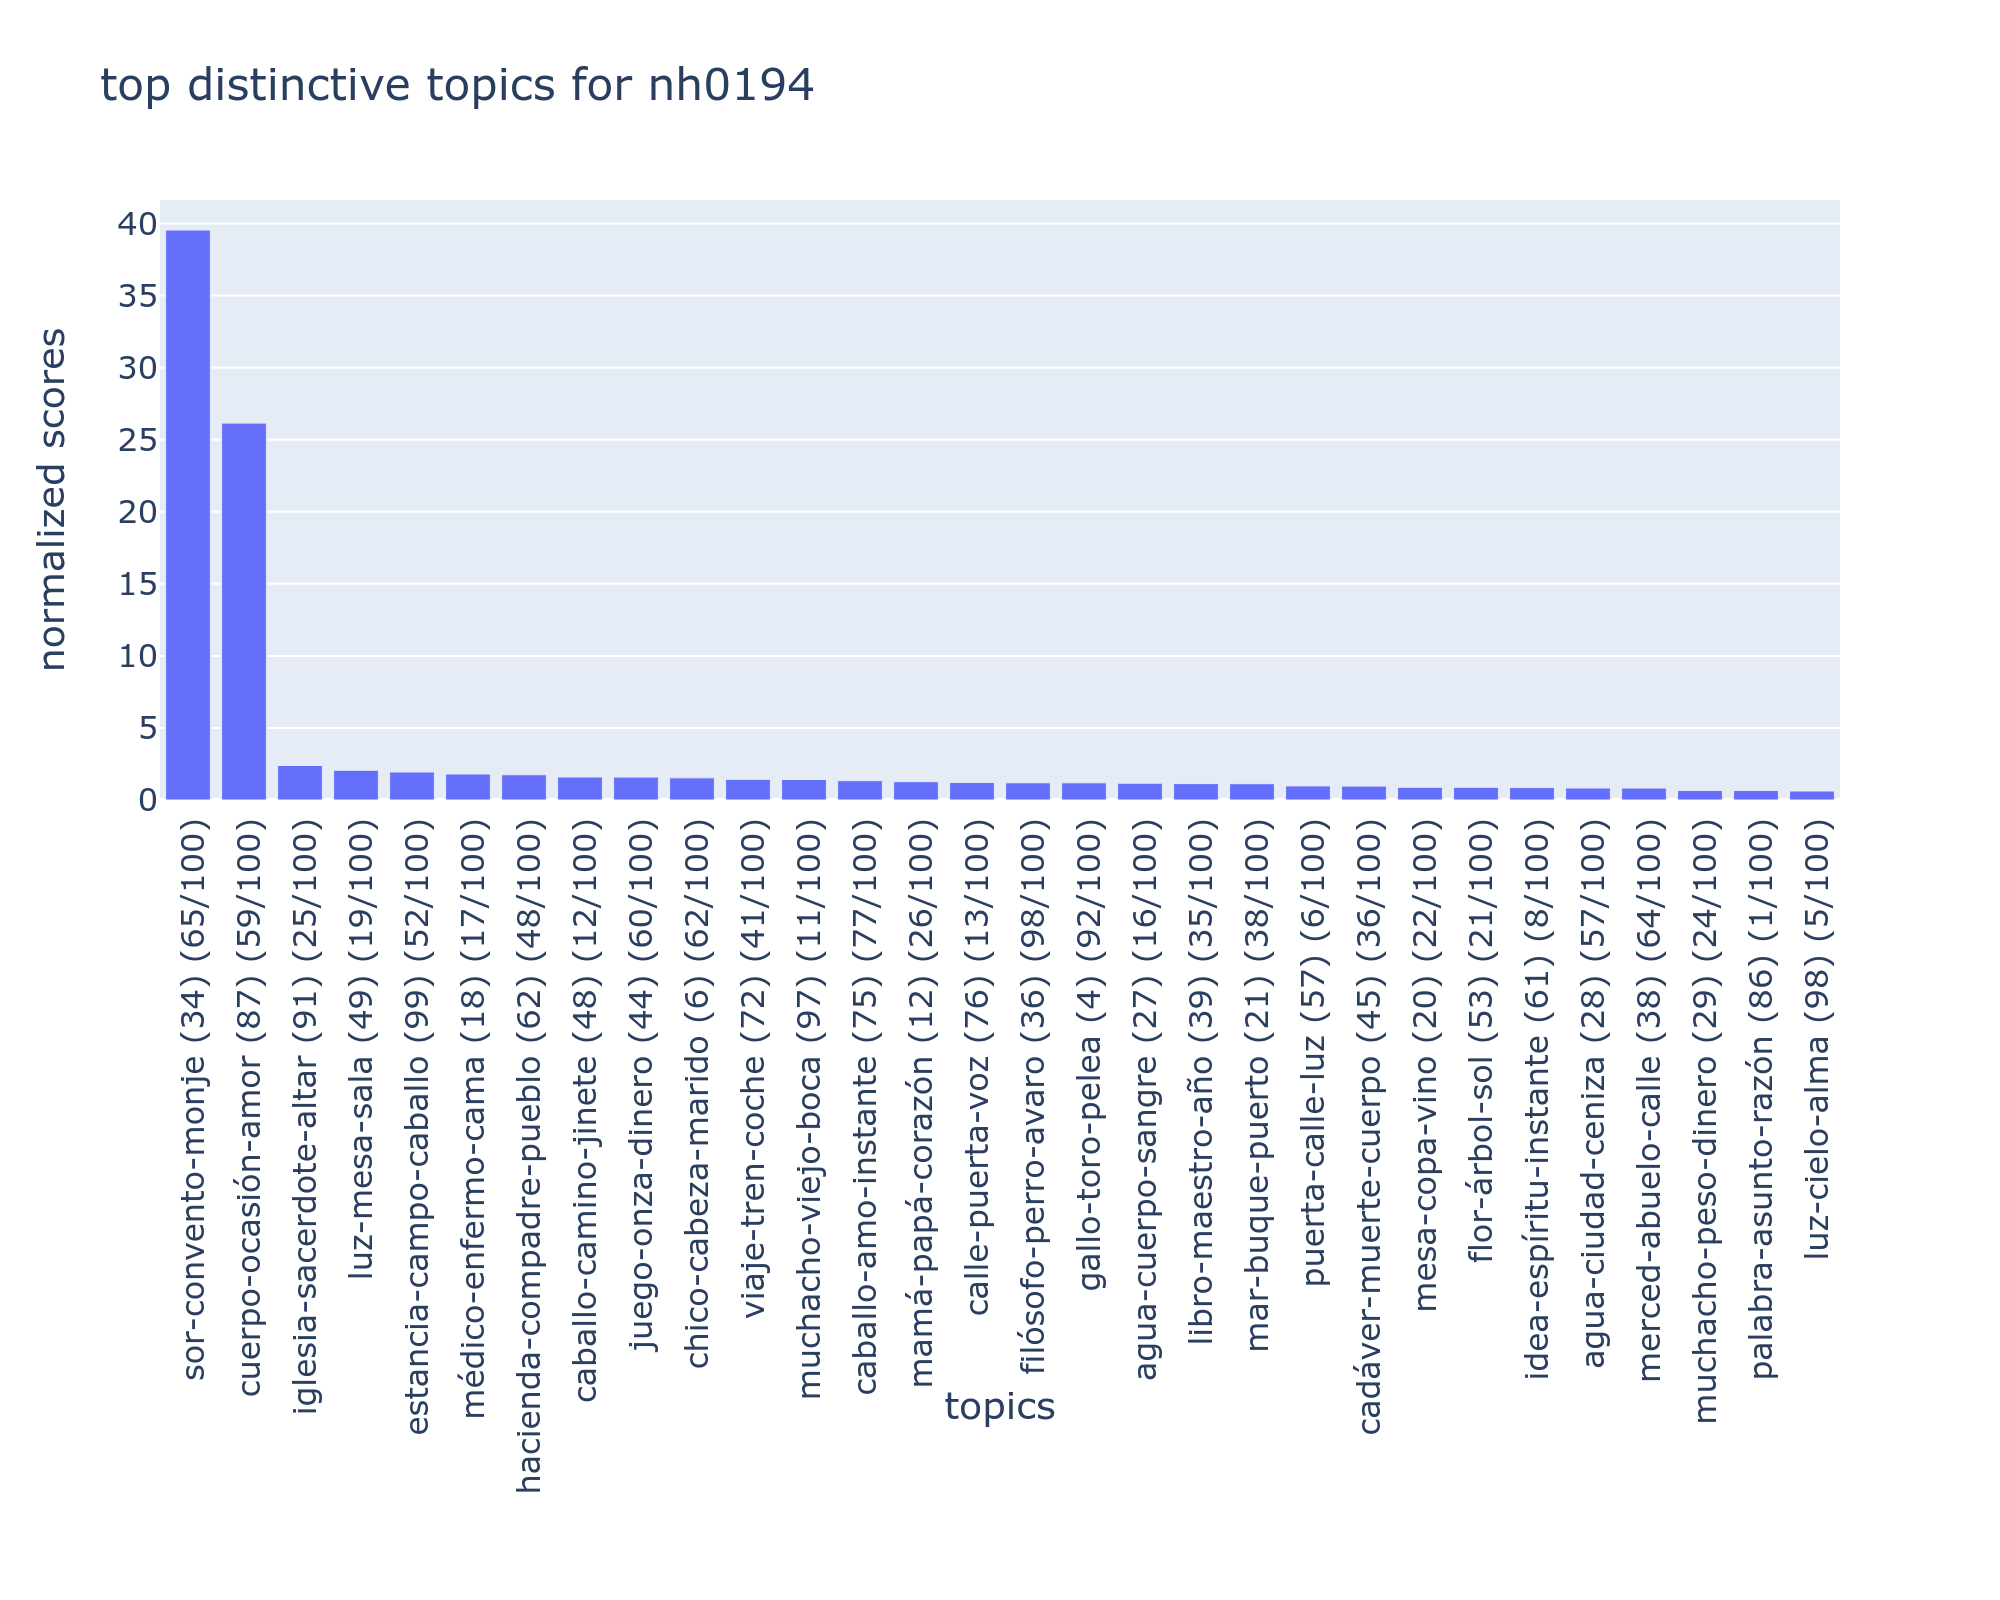 top distinctive topics for nh0194
normalized scores
40
35
30
25
20
15
10
5
0
sor-convento-monje (34) (65/100)
cuerpo-ocasión-amor (87) (59/100)
iglesia-sacerdote-altar (91) (25/100)
luz-mesa-sala (49) (19/100)
estancia-campo-caballo (99) (52/100)
médico-enfermo-cama (18) (17/100)
hacienda-compadre-pueblo (62) (48/100)
caballo-camino-jinete (48) (12/100)
juego-onza-dinero (44) (60/100)
chico-cabeza-marido (6) (62/100)
viaje-tren-coche (72) (41/100)
muchacho-viejo-boca (97) (11/100)
caballo-amo-instante (75) (77/100)
mamá-papá-corazón (12) (26/100)
calle-puerta-voz (76) (13/100)
filósofo-perro-avaro (36) (98/100)
gallo-toro-pelea (4) (92/100)
agua-cuerpo-sangre (27) (16/100)
libro-maestro-año (39) (35/100)
mar-buque-puerto (21) (38/100)
puerta-calle-luz (57) (6/100)
cadáver-muerte-cuerpo (45) (36/100)
mesa-copa-vino (20) (22/100)
flor-árbol-sol (53) (21/100)
idea-espíritu-instante (61) (8/100)
agua-ciudad-ceniza (28) (57/100)
merced-abuelo-calle (38) (64/100)
muchacho-peso-dinero (29) (24/100)
palabra-asunto-razón (86) (1/100)
luz-cielo-alma (98) (5/100)
topics